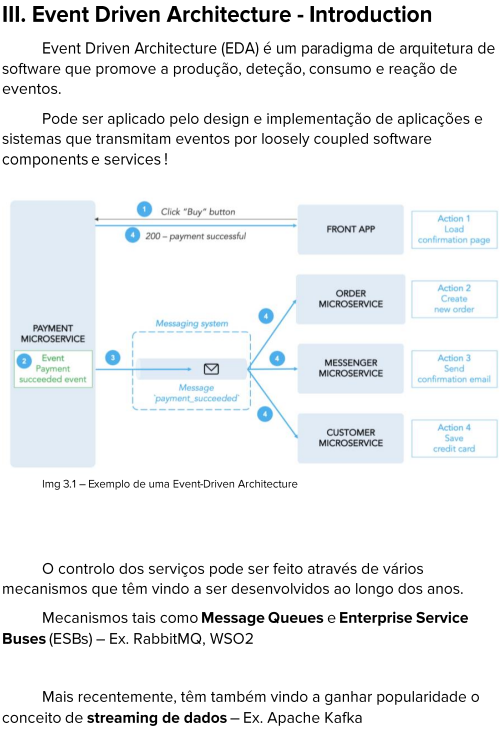 III. Event Driven Architecture - Introduction
Event Driven Architecture (EDA) é um paradigma de arquitetura de
software que promove a produção, deteção, consumo e reação de
eventos.
Pode ser aplicado pelo design e implementação de aplicações e
sistemas que transmitam eventos por loosely coupled software
components e services !
1 Click "Buy" button
4 200 – payment successful
FRONT APP
Action 1
Load
confirmation page
PAYMENT
MICROSERVICE
2 Event
Payment
succeeded event
3
Messaging system
Message
'payment_succeeded'
4
ORDER
MICROSERVICE
Action 2
Create
new order
4
MESSENGER
MICROSERVICE
Action 3
Send
confirmation email
4
CUSTOMER
MICROSERVICE
Action 4
Save
credit card
Img 3.1 – Exemplo de uma Event-Driven Architecture
O controlo dos serviços pode ser feito através de vários
mecanismos que têm vindo a ser desenvolvidos ao longo dos anos.
Mecanismos tais como Message Queues e Enterprise Service
Buses (ESBs) – Ex. RabbitMQ, WSO2
Mais recentemente, têm também vindo a ganhar popularidade o
conceito de streaming de dados – Ex. Apache Kafka